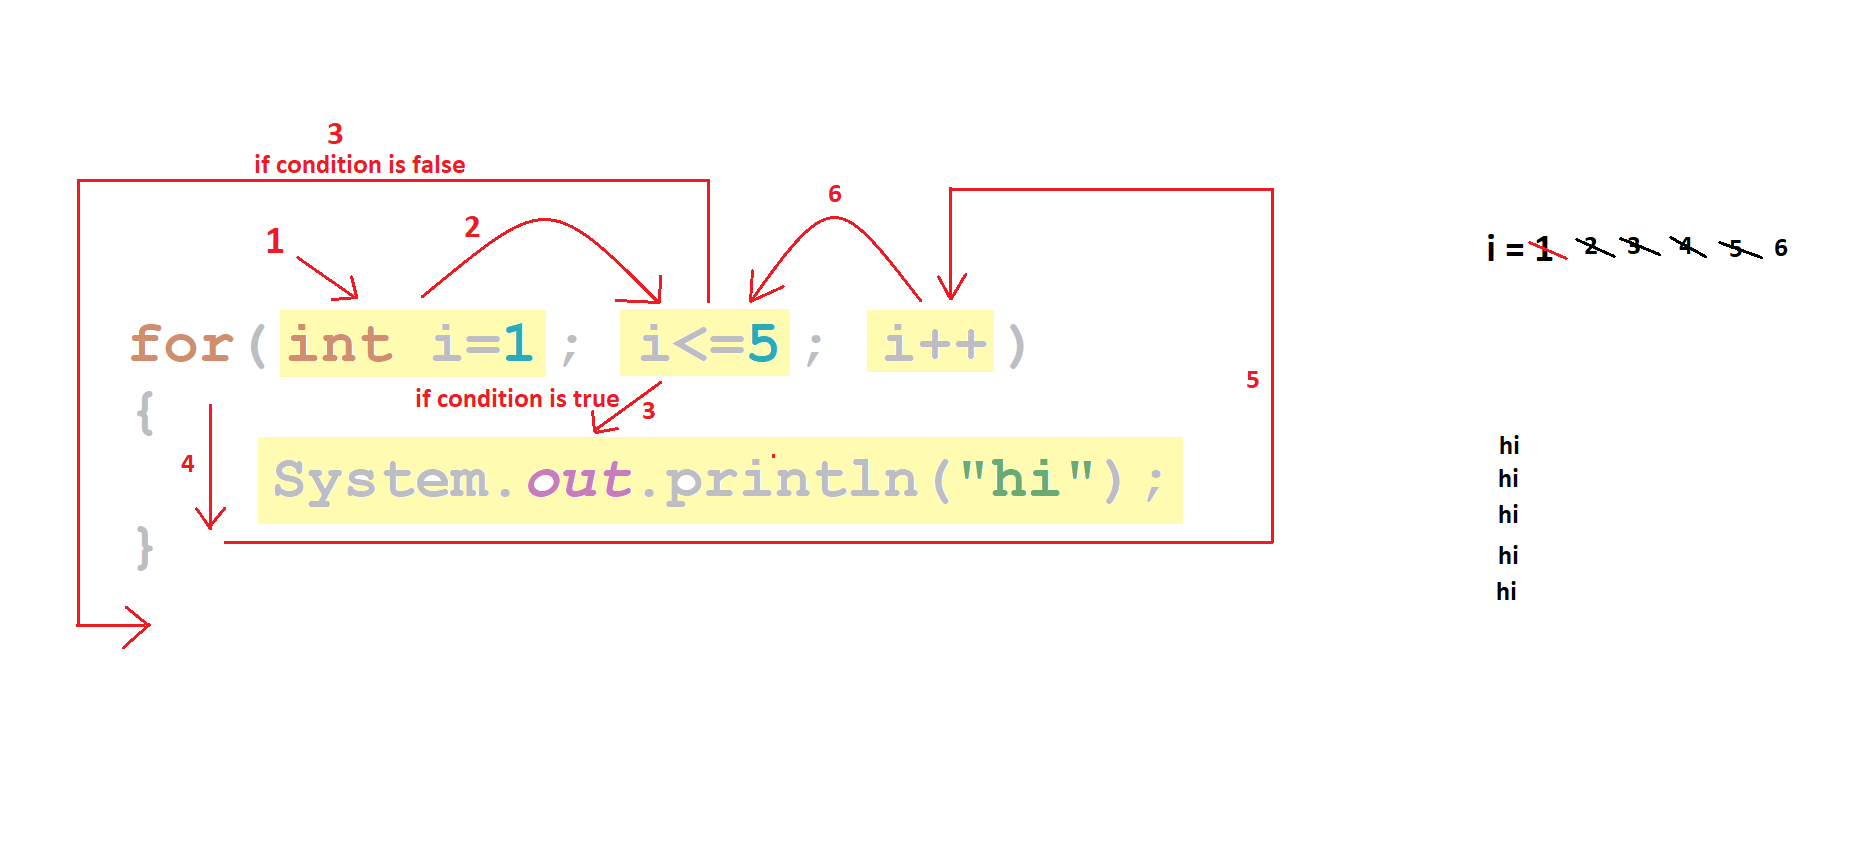 3
if condition is false
1
2
6
i = 1 2 3 4 5 6
for( int i=1 ; i<=5 ; i++ )
if condition is true
3
5
{
4
System.out.println("hi");
}
hi
hi
hi
hi
hi